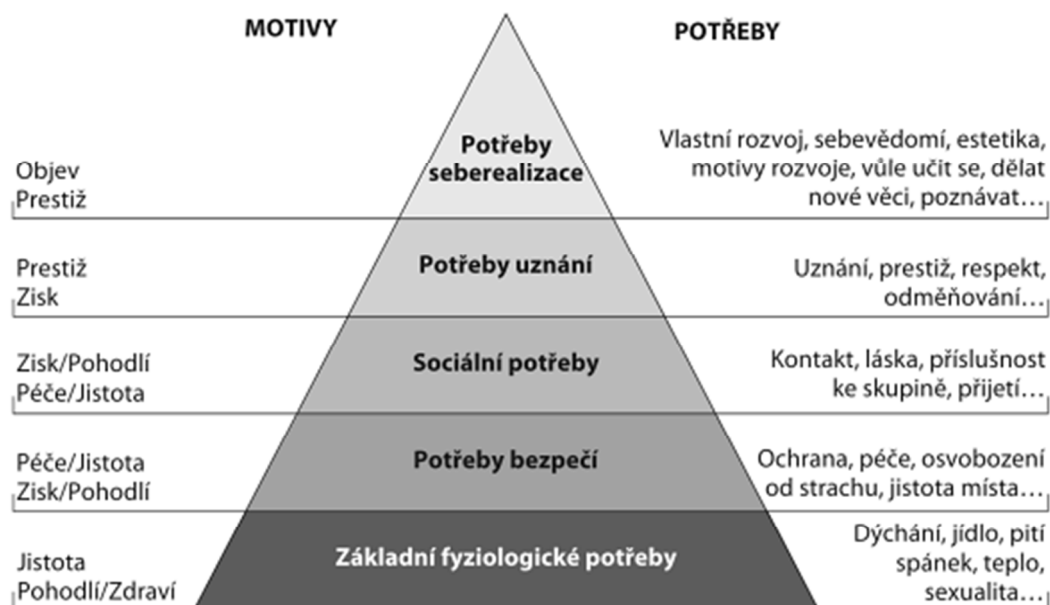 MOTIVY
POTŘEBY
Objev
Prestiž
Potřeby
seberealizace
Vlastní rozvoj, sebevědomí, estetika,
motivy rozvoje, vůle učit se, dělat
nové věci, poznávat…
Prestiž
Zisk
Potřeby uznání
Uznání, prestiž, respekt,
odměňování…
Zisk/Pohodlí
Péče/Jistota
Sociální potřeby
Kontakt, láska, příslušnost
ke skupině, přijetí…
Péče/Jistota
Zisk/Pohodlí
Potřeby bezpečí
Ochrana, péče, osvobození
od strachu, jistota místa…
Jistota
Pohodlí/Zdraví
Základní fyziologické potřeby
Dýchání, jídlo, pití
spánek, teplo,
sexualita…